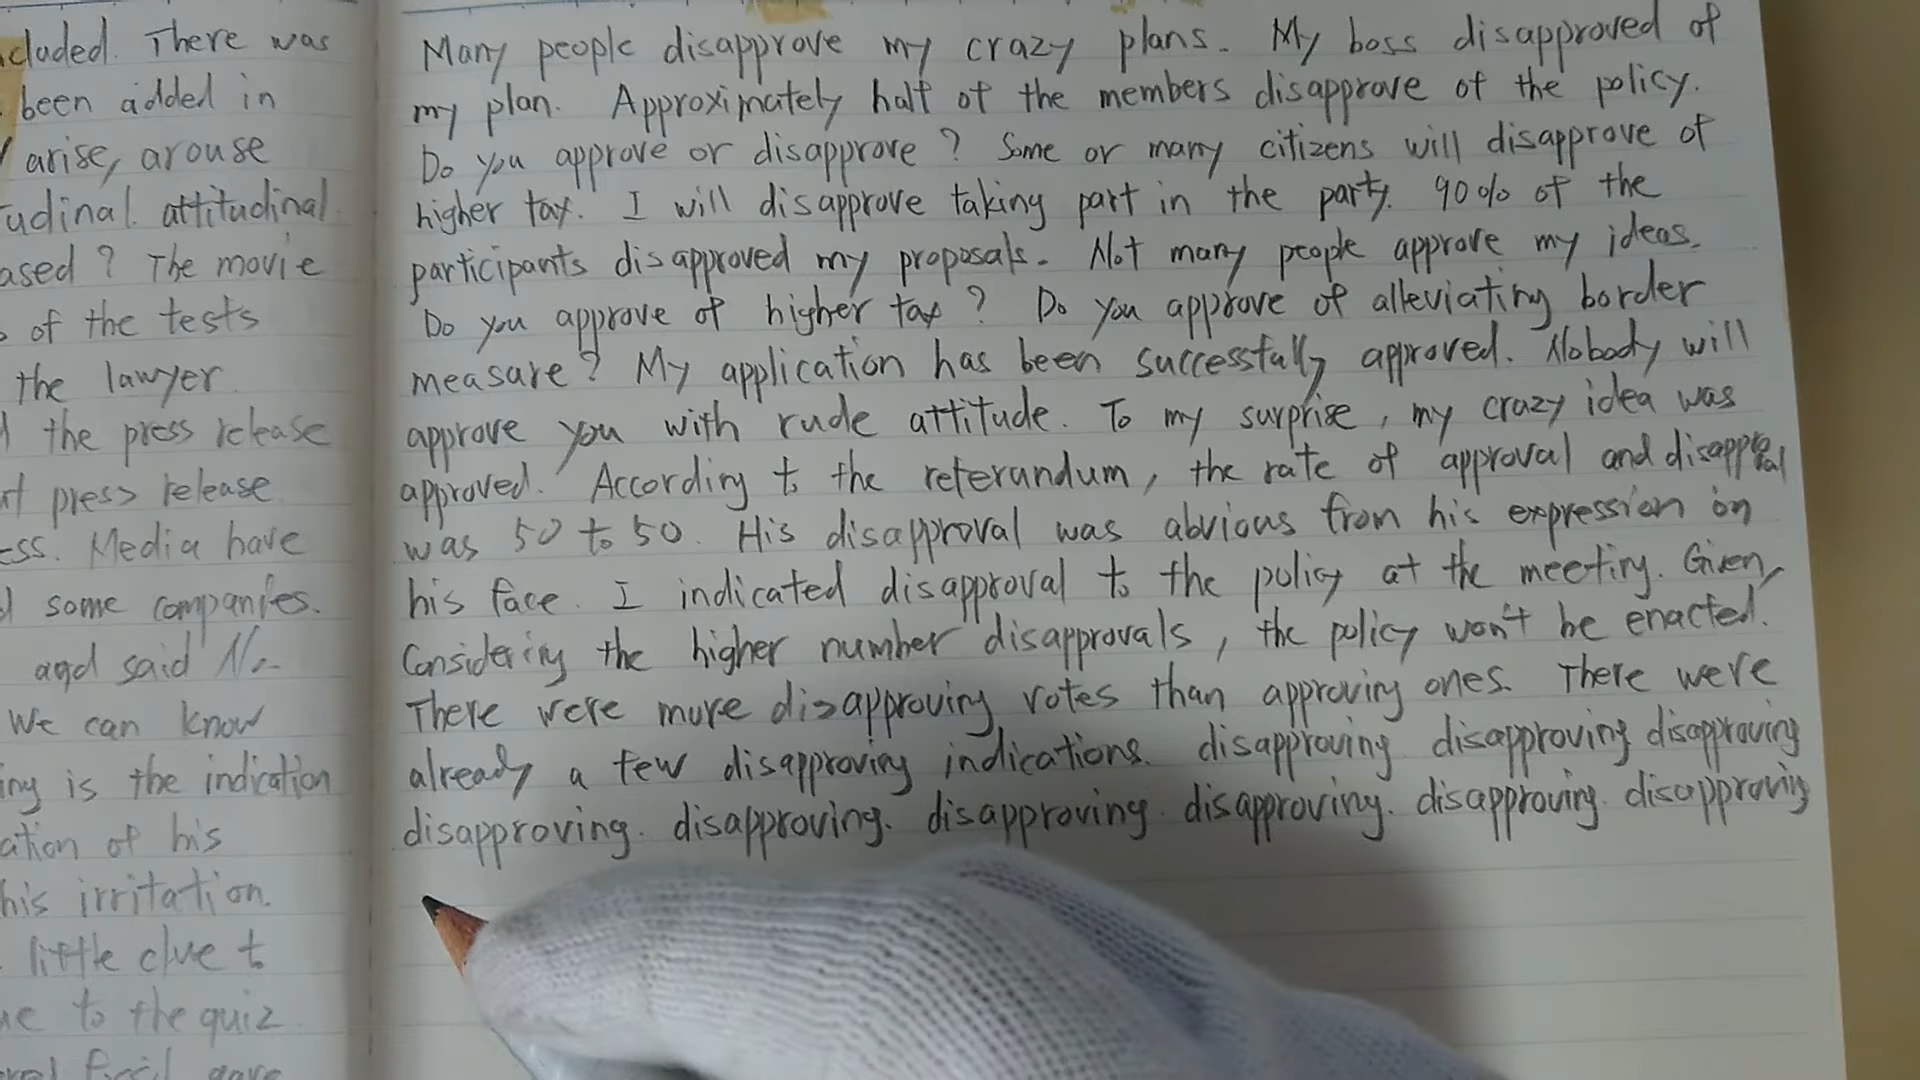 cluded. There was
been added in
arise, arouse
udinal. attitudinal.
ased? The movie
of the tests
the lawyer
the press release
press release
ess. Media have
some companies.
agd said No
We can know
ing is the indication
ation of his
his irritation.
little clue to
ue to the quiz.
gave
Many people disapprove my crazy plans. My boss disapproved of
my plan. Approximately half of the members disapprove of the policy.
Do you approve or disapprove? Some or many citizens will disapprove of
higher tax. I will disapprove taking part in the party. 90% of the
participants disapproved my proposals. Not many people approve my ideas.
Do you approve of higher tax? Do you approve of alleviating border
measure? My application has been successfully approved. Nobody will
approve you with rude attitude. To my surprise, my crazy idea was
approved. According to the referundum, the rate of approval and disapproal
was 50 to 50. His disapproval was abvious from his expression on
his face. I indicated disapproval to the policy at the meeting. Given,
Considering the higher number disapprovals, the policy won't be enacted.
There were more disapproving votes than approving ones. There were
already a few disapproving indications. disapproving disapproving disapproving
disapproving. disapproving. disapproving. disapproving. disapproving. disapproving